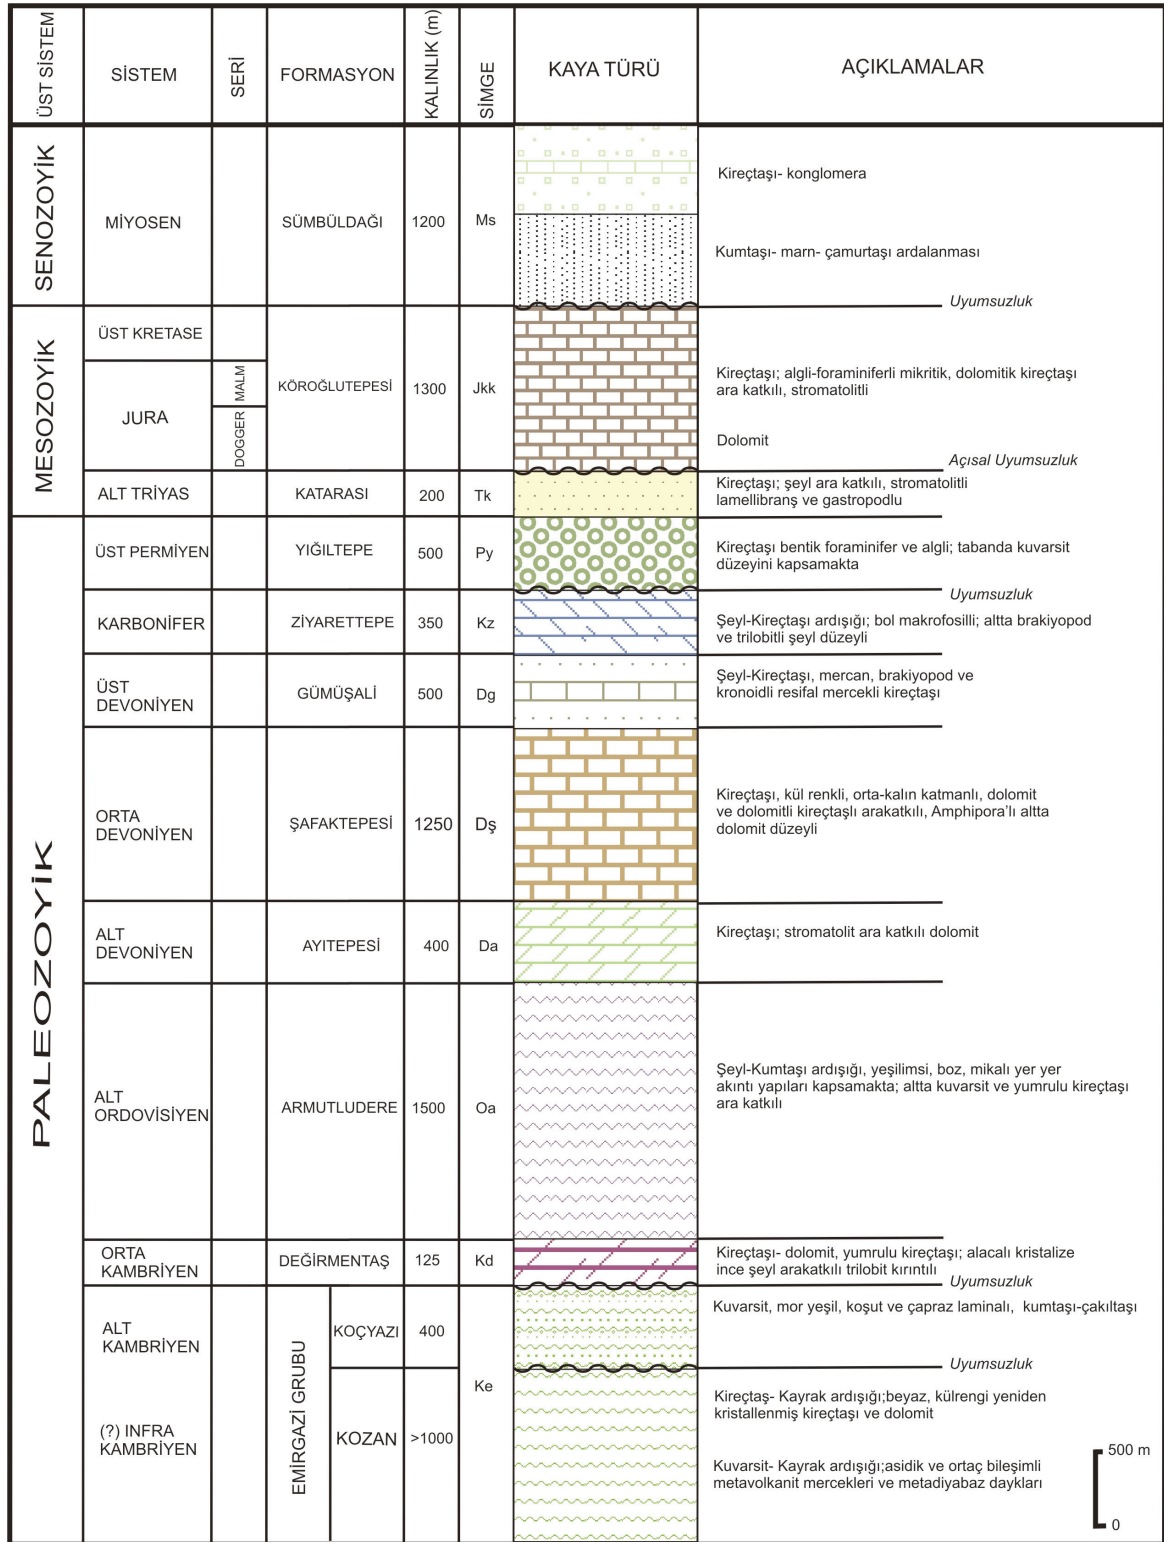 ÜST SİSTEM
SİSTEM
SERİ
FORMASYON
KALINLIK (m)
SİMGE
KAYA TÜRÜ
AÇIKLAMALAR
SENOZOYİK
MİYOSEN
SÜMBÜLDAĞI
1200
Ms
Kireçtaşı- konglomera
Kumtaşı- marn- çamurtaşı ardalanması
Uyumsuzluk
MESOZOYİK
ÜST KRETASE
JURA
MALM
DOGGER
KÖROĞLUTEPESİ
1300
Jkk
Kireçtaşı; algli-foraminiferli mikritik, dolomitik kireçtaşı
ara katkılı, stromatolitli
Dolomit
Açısal Uyumsuzluk
ALT TRİYAS
KATARASI
200
Tk
Kireçtaşı; şeyl ara katkılı, stromatolitli
lamellibranş ve gastropodlu
PALEOZOYİK
ÜST PERMİYEN
YIĞILTEPE
500
Py
Kireçtaşı bentik foraminifer ve algli; tabanda kuvarsit
düzeyini kapsamakta
Uyumsuzluk
KARBONİFER
ZİYARETTEPE
350
Kz
Şeyl-Kireçtaşı ardışığı; bol makrofosilli; altta brakiyopod
ve trilobitli şeyl düzeyli
ÜST
DEVONİYEN
GÜMÜŞALİ
500
Dg
Şeyl-Kireçtaşı, mercan, brakiyopod ve
kronoidli resifal mercekli kireçtaşı
ORTA
DEVONİYEN
ŞAFAKTEPESİ
1250
Dş
Kireçtaşı, kül renkli, orta-kalın katmanlı, dolomit
ve dolomitli kireçtaşlı arakatkılı, Amphipora'lı altta
dolomit düzeyli
ALT
DEVONİYEN
AYITEPESİ
400
Da
Kireçtaşı; stromatolit ara katkılı dolomit
ALT
ORDOVİSİYEN
ARMUTLUDERE
1500
Oa
Şeyl-Kumtaşı ardışığı, yeşilimsi, boz, mikalı yer yer
akıntı yapıları kapsamakta; altta kuvarsit ve yumrulu kireçtaşı
ara katkılı
ORTA
KAMBRİYEN
DEĞİRMENTAŞ
125
Kd
Kireçtaşı- dolomit, yumrulu kireçtaşı; alacalı kristalize
ince şeyl arakatkılı trilobit kırıntılı
Uyumsuzluk
ALT
KAMBRİYEN
EMİRGAZİ GRUBU
KOÇYAZI
400
Ke
Kuvarsit, mor yeşil, koşut ve çapraz laminalı, kumtaşı-çakıltaşı
Uyumsuzluk
(?) INFRA
KAMBRİYEN
KOZAN
>1000
Kireçtaş- Kayrak ardışığı;beyaz, külrengi yeniden
kristallenmiş kireçtaşı ve dolomit
Kuvarsit- Kayrak ardışığı;asidik ve ortaç bileşimli
metavolkanit mercekleri ve metadiyabaz daykları
500 m
0